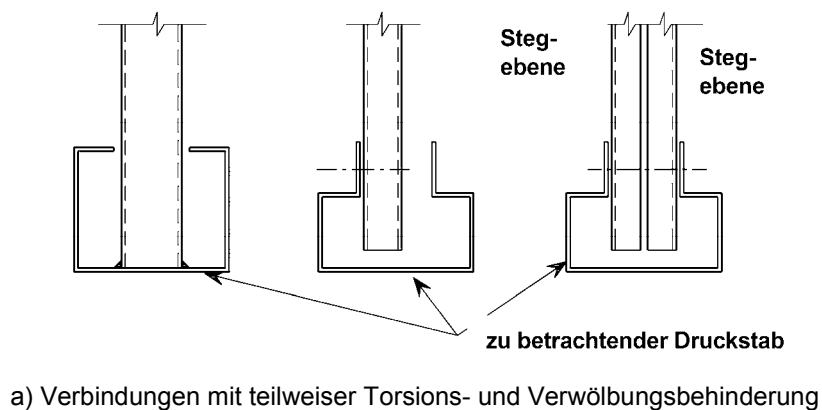 Steg-
ebene
Steg-
ebene
zu betrachtender Druckstab
a) Verbindungen mit teilweiser Torsions- und Verwölbungsbehinderung